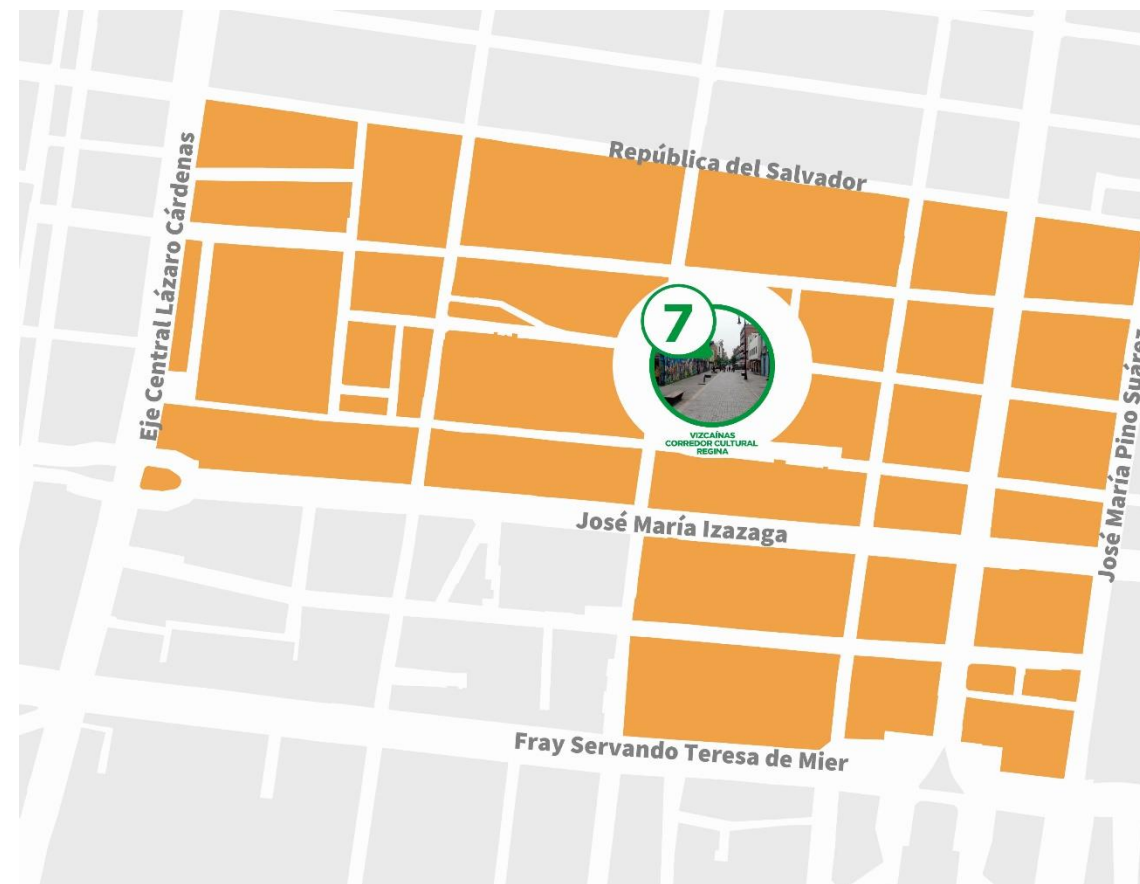 República del Salvador
Eje Central Lázaro Cárdenas
7
VIZCAÍNAS
CORREDOR CULTURAL
REGINA
José María Pino Suárez
José María Izazaga
Fray Servando Teresa de Mier